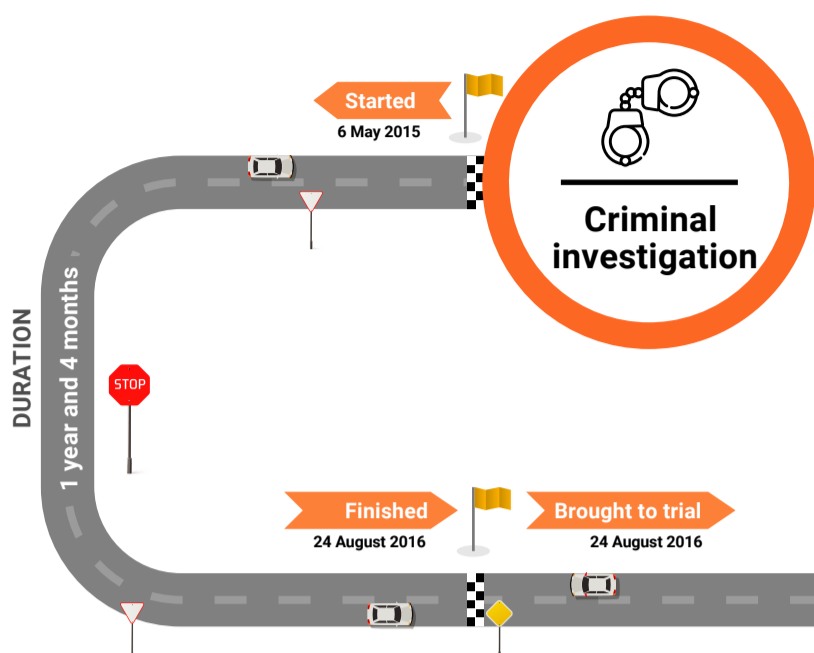 Started
6 May 2015
Criminal
investigation
DURATION
1 year and 4 months
STOP
Finished
24 August 2016
Brought to trial
24 August 2016